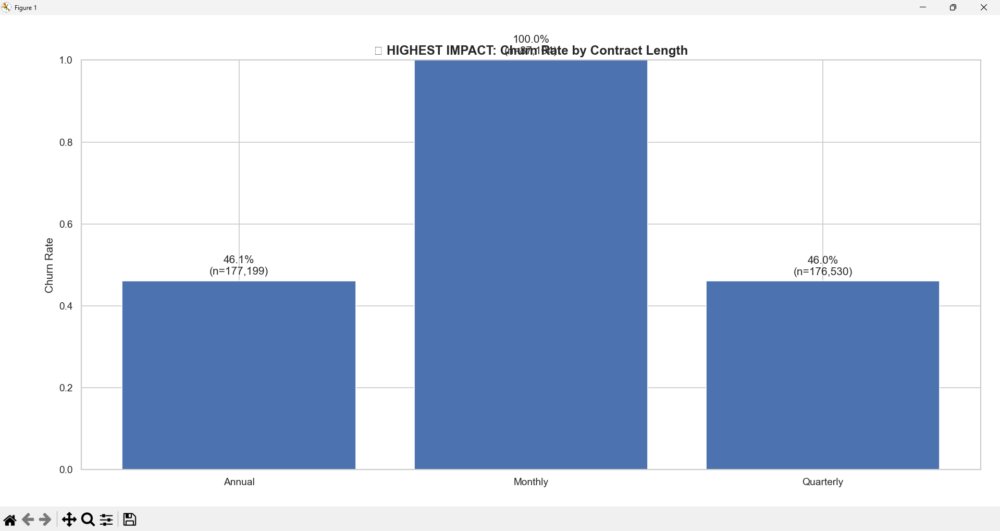 Figure 1
100.0%
HIGHEST IMPACT: Churn Rate by Contract Length
1.0
0.8
0.6
0.4
0.2
0.0
Churn Rate
46.1%
(n=177,199)
46.0%
(n=176,530)
Annual
Monthly
Quarterly